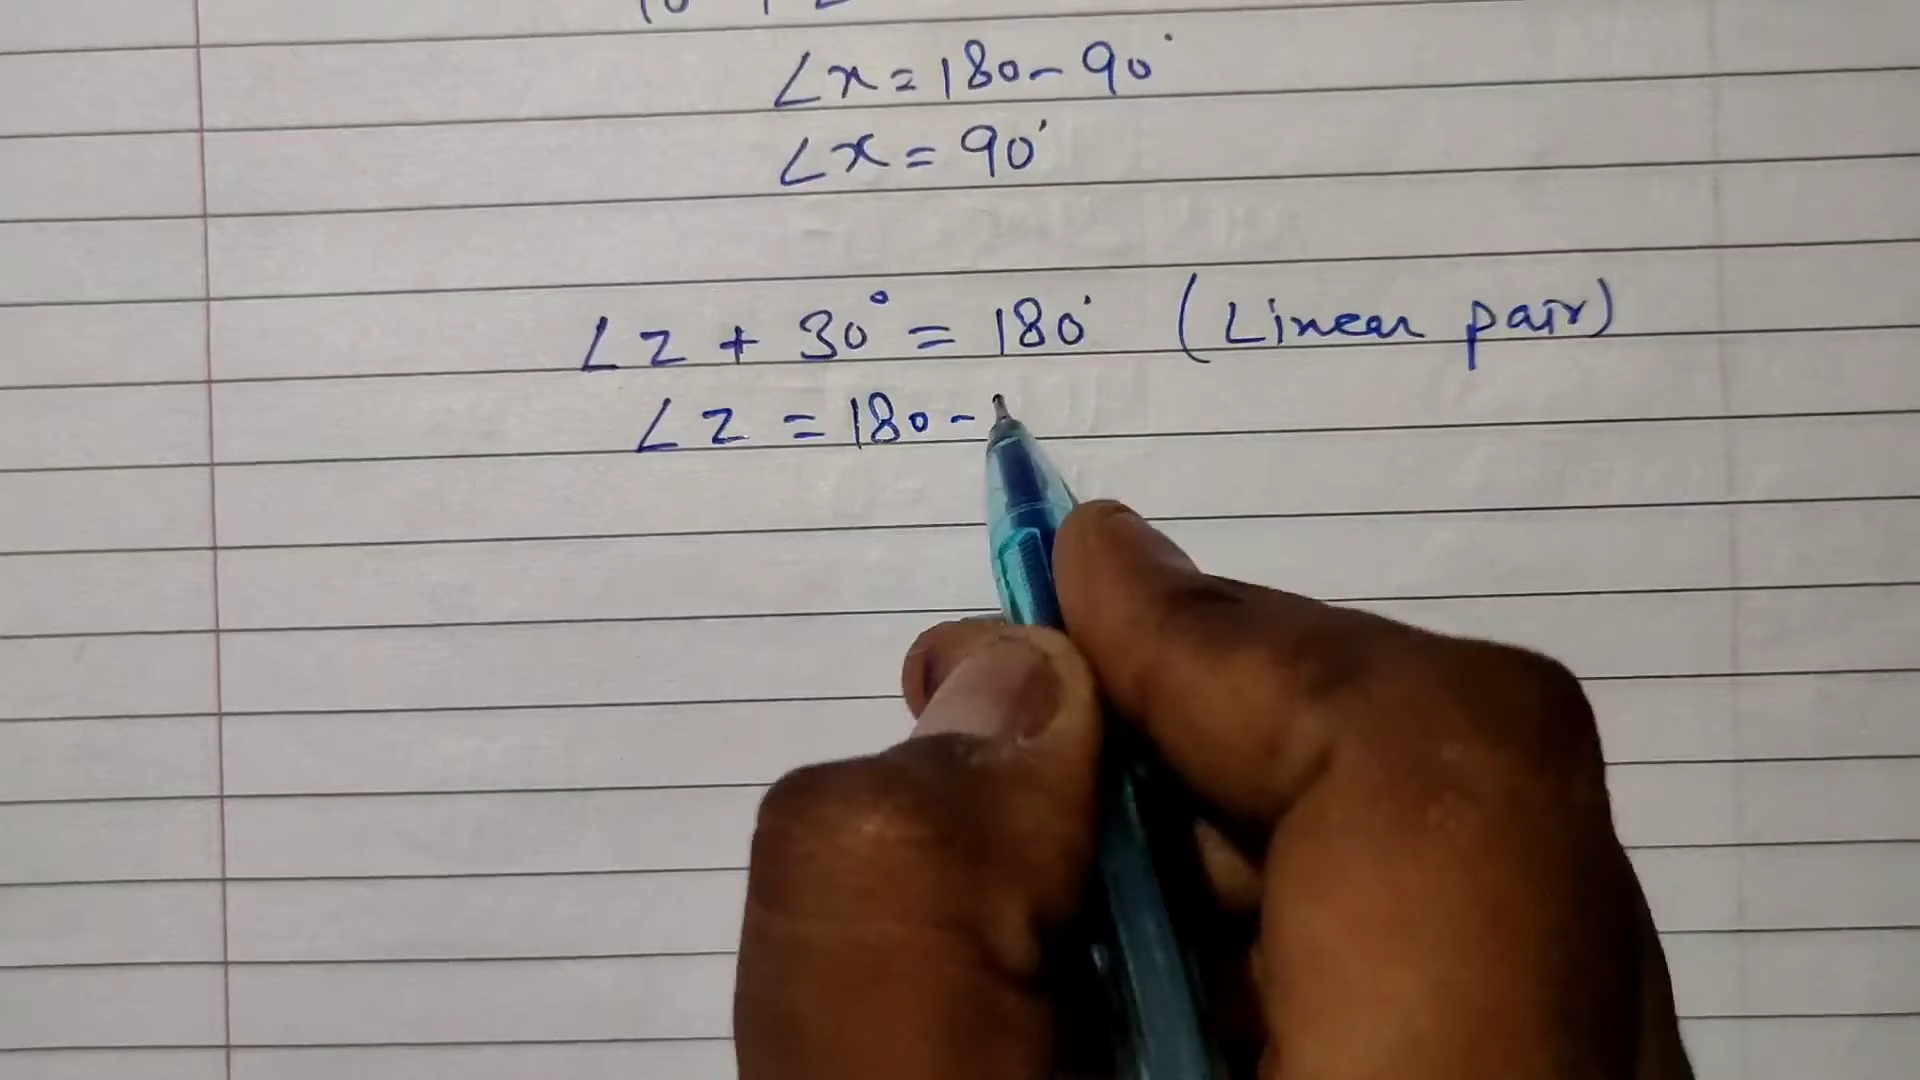 ∠x = 180 - 90°
∠x = 90°
∠z + 30° = 180° (Linear pair)
∠z = 180 -